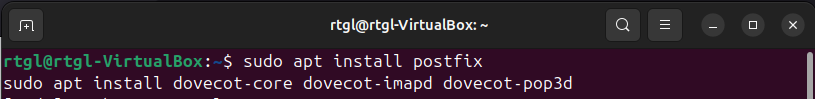 rtgl@rtgl-VirtualBox: ~
rtgl@rtgl-VirtualBox:~$ sudo apt install postfix
sudo apt install dovecot-core dovecot-imapd dovecot-pop3d